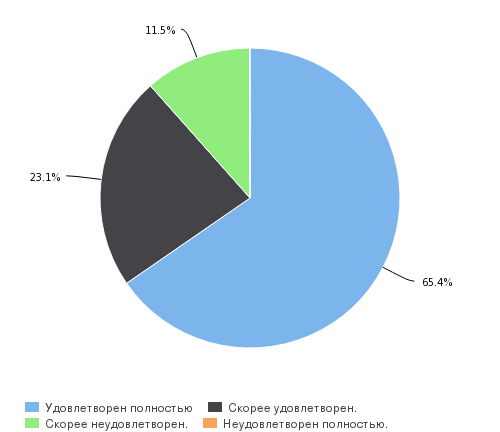 11.5%
23.1%
65.4%
Удовлетворен полностью Скорее удовлетворен.
Скорее неудовлетворен. Неудовлетворен полностью.